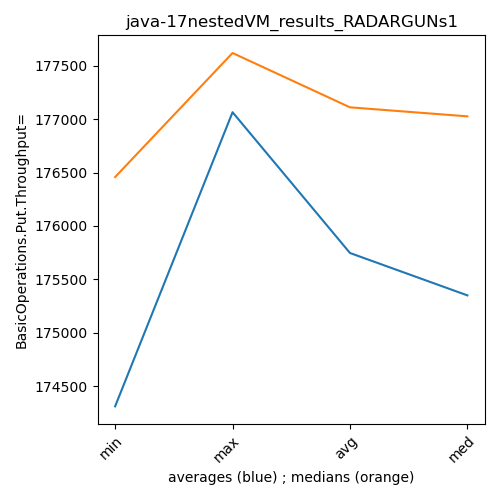 java-17nestedVM_results_RADARGUNs1
BasicOperations.Put.Throughput=
177500
177000
176500
176000
175500
175000
174500
min
max
avg
med
averages (blue) ; medians (orange)